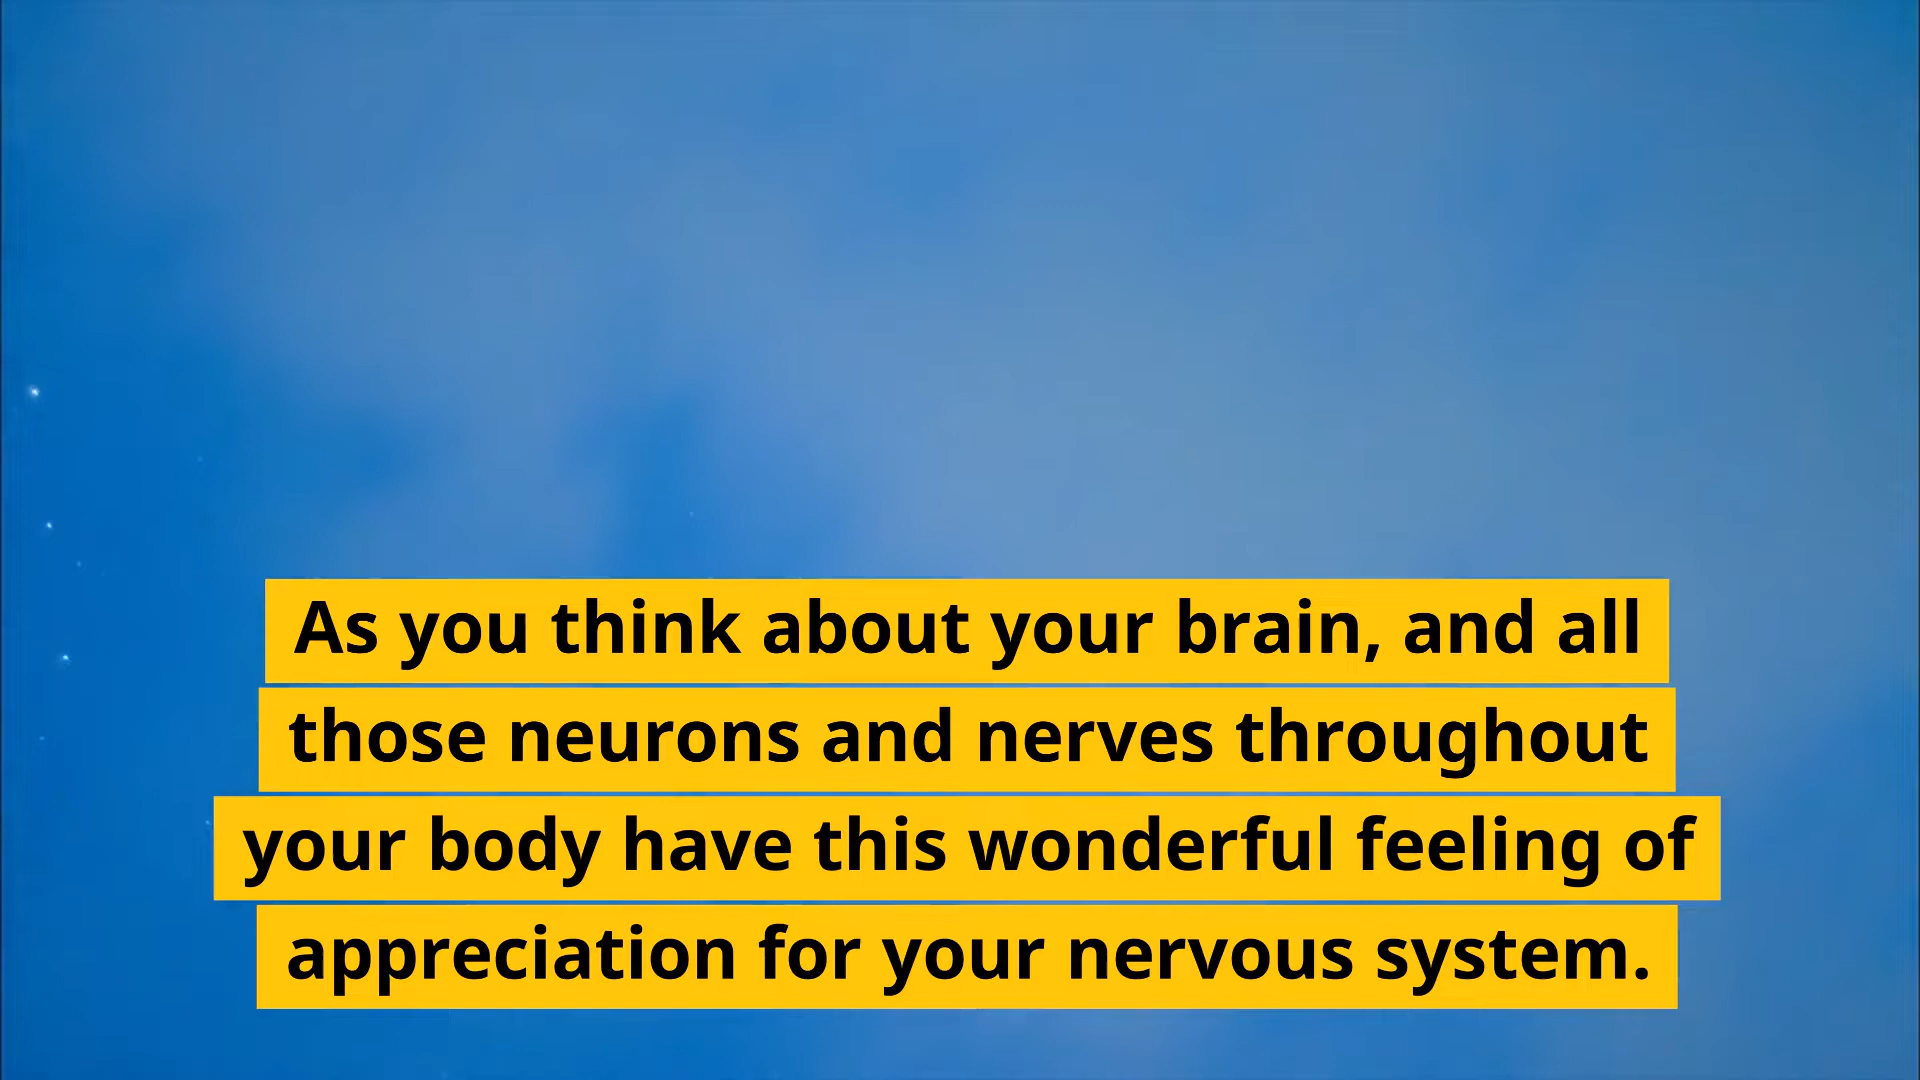 As you think about your brain, and all
those neurons and nerves throughout
your body have this wonderful feeling of
appreciation for your nervous system.